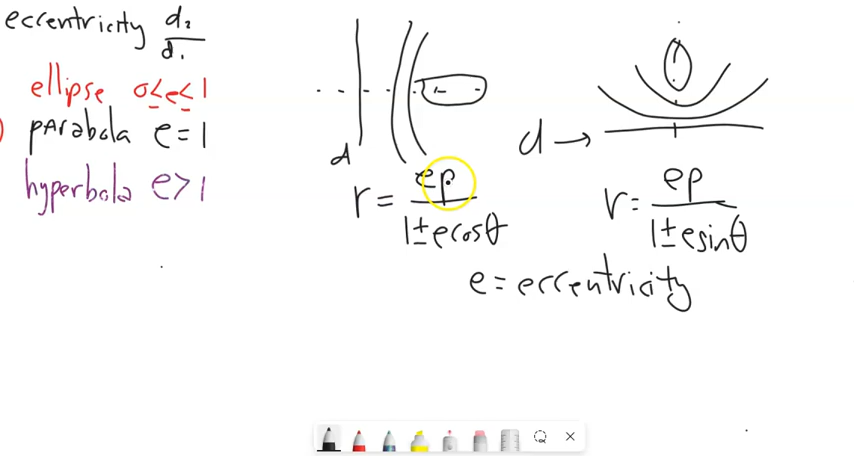 eccentricity d₂/d₁
ellipse 0≤e≤1
) parabola e=1
hyperbola e>1
d
d →
r = ep/(1±ecosθ)
r = ep/(1±esinθ)
e = eccentricity